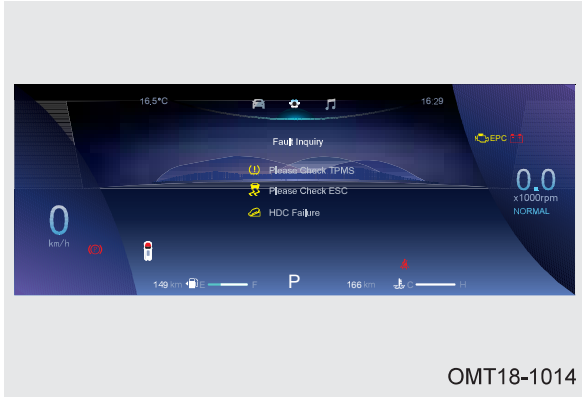 16,5°C 16:29
Fault Inquiry
EPC
Please Check TPMS
Please Check ESC
HDC Failure
0
km/h
0.0
x1000rpm
NORMAL
149 km E F P 166 km C H
OMT18-1014